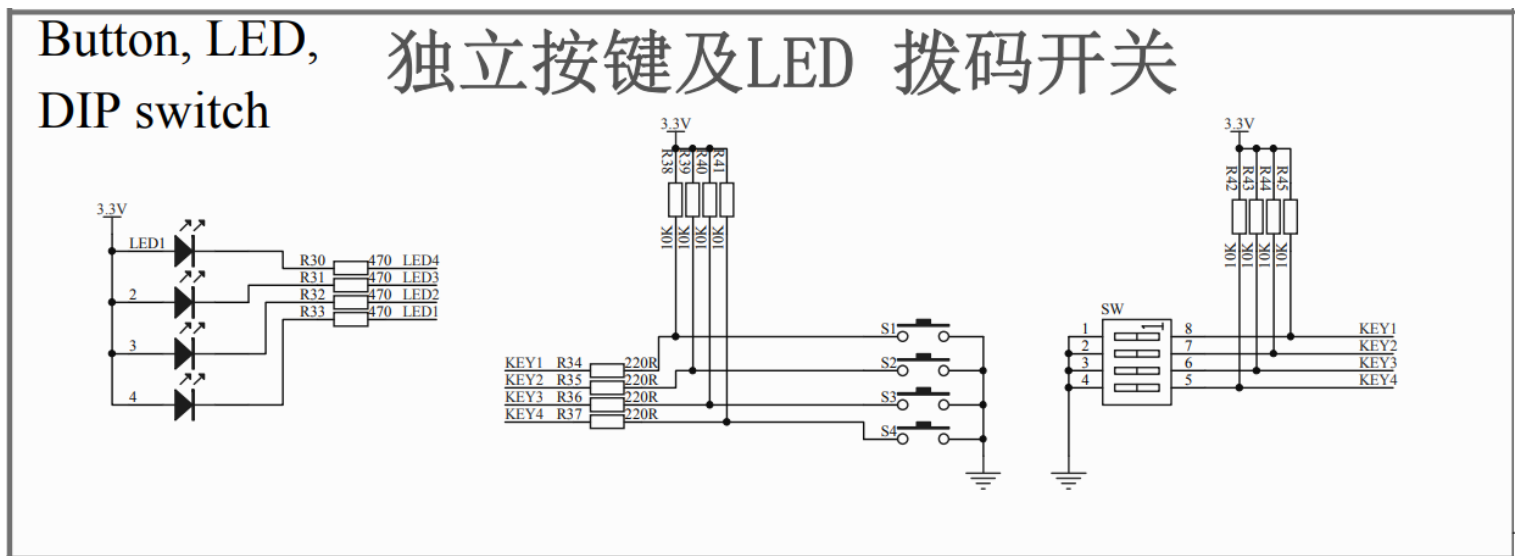 Button, LED,
DIP switch
独立按键及LED 拨码开关
3.3V
LED1
2
3
4
R30 470 LED4
R31 470 LED3
R32 470 LED2
R33 470 LED1
3.3V
R38 R39 R40 R41
10K 10K 10K 10K
S1
S2
S3
S4
KEY1 R34 220R
KEY2 R35 220R
KEY3 R36 220R
KEY4 R37 220R
3.3V
R42 R43 R44 R45
10K 10K 10K 10K
SW
1 8 KEY1
2 7 KEY2
3 6 KEY3
4 5 KEY4